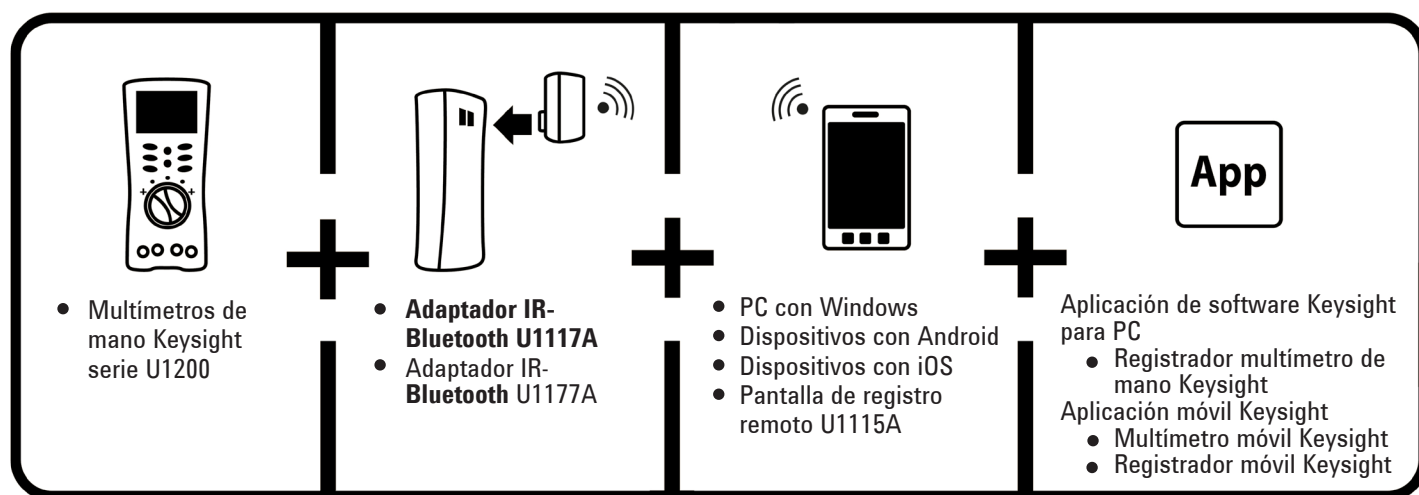 • Multímetros de
mano Keysight
serie U1200
• Adaptador IR-
Bluetooth U1117A
• Adaptador IR-
Bluetooth U1177A
• PC con Windows
• Dispositivos con Android
• Dispositivos con iOS
• Pantalla de registro
remoto U1115A
App
Aplicación de software Keysight
para PC
• Registrador multímetro de
mano Keysight
Aplicación móvil Keysight
• Multímetro móvil Keysight
• Registrador móvil Keysight